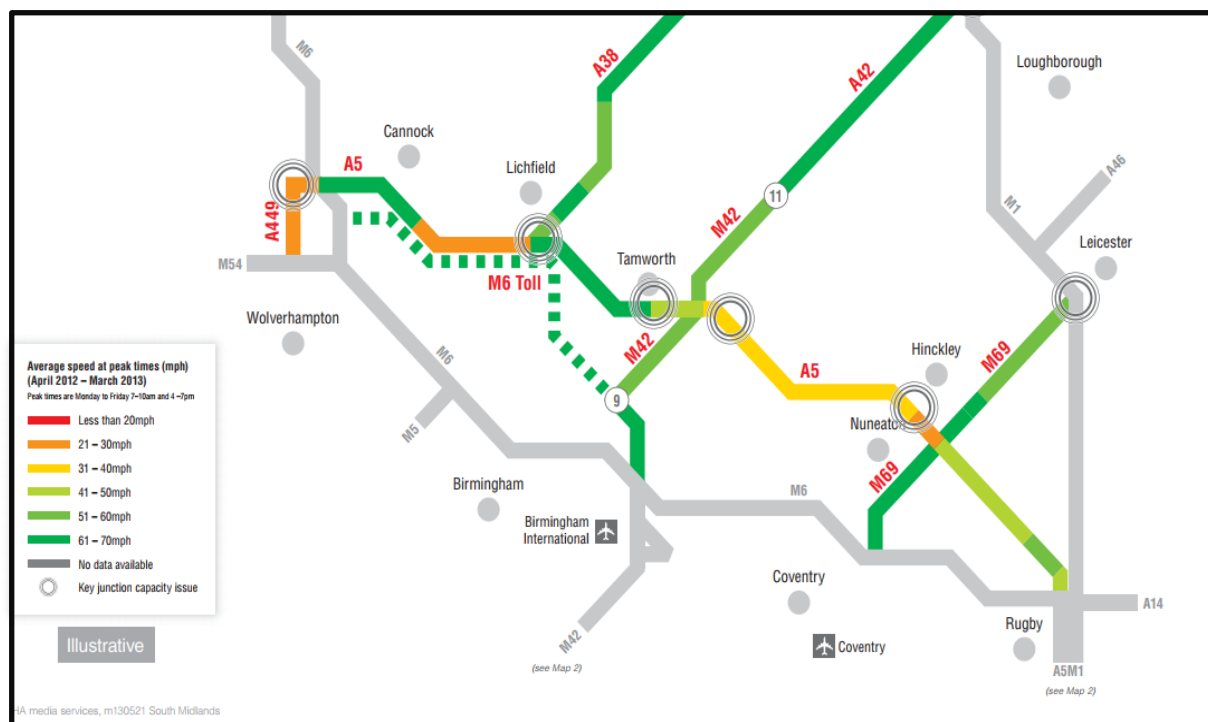 M6
A38
A42
Loughborough
Cannock
A5
Lichfield
A46
11
M1
M42
A449
Leicester
M54
Tamworth
M6 Toll
Wolverhampton
M42
Hinckley
M69
M6
A5
9
Nuneaton
M5
M69
Birmingham
M6
Birmingham
International
Coventry
A14
Rugby
M42
Coventry
(see Map 2)
A5M1
(see Map 2)
Average speed at peak times (mph)
(April 2012 – March 2013)
Peak times are Monday to Friday 7–10am and 4 –7pm
Less than 20mph
21 – 30mph
31 – 40mph
41 – 50mph
51 – 60mph
61 – 70mph
No data available
Key junction capacity issue
Illustrative
HA media services, m130521 South Midlands